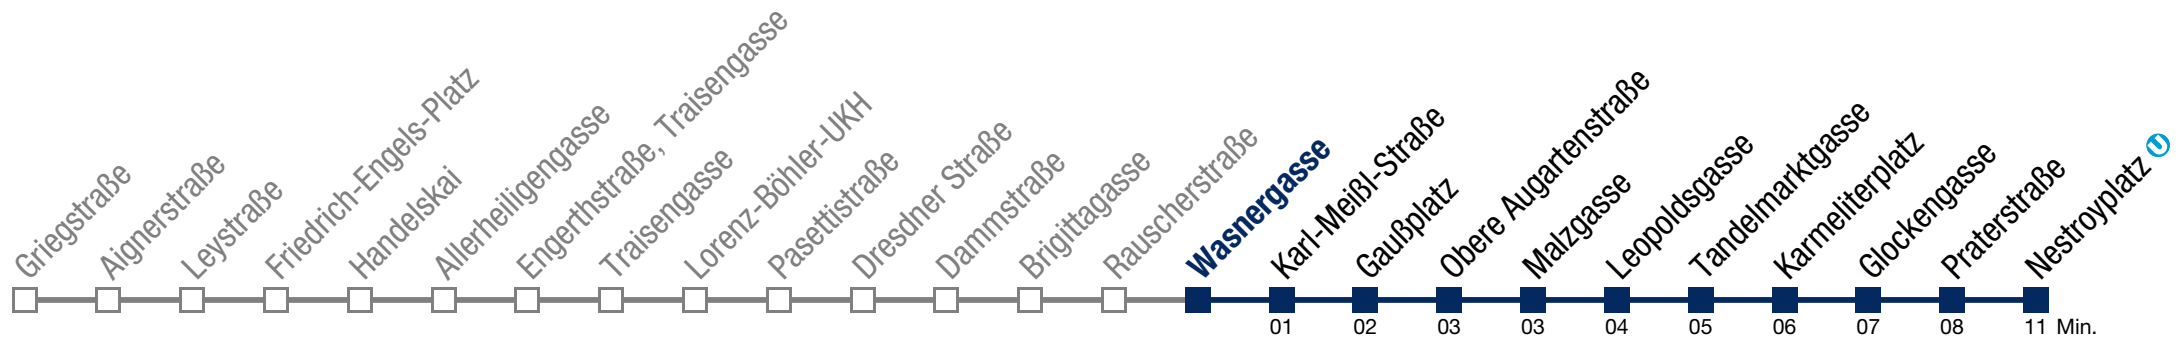 Griegstraße
Aignerstraße
Leystraße
Friedrich-Engels-Platz
Handelskai
Allerheiligengasse
Engerthstraße, Traisengasse
Traisengasse
Lorenz-Böhler-UKH
Pasettistraße
Dresdner Straße
Dammstraße
Brigittagasse
Rauscherstraße
Wasnergasse
Karl-Meißl-Straße
Gaußplatz
Obere Augartenstraße
Malzgasse
Leopoldsgasse
Tandelmarktgasse
Karmeliterplatz
Glockengasse
Praterstraße
Nestroyplatz U
01 02 03 03 04 05 06 07 08 11 Min.